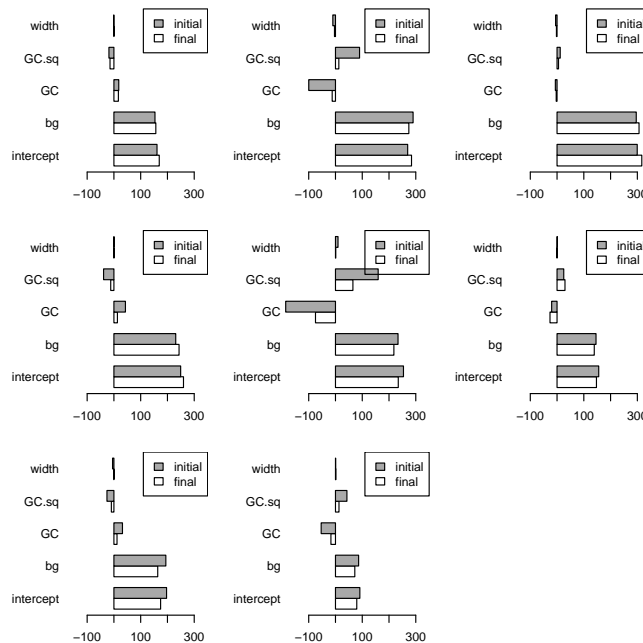 width
GC.sq
GC
bg
intercept
initial
final
−100 100 300
width
GC.sq
GC
bg
intercept
initial
final
−100 100 300
width
GC.sq
GC
bg
intercept
initial
final
−100 100 300
width
GC.sq
GC
bg
intercept
initial
final
−100 100 300
width
GC.sq
GC
bg
intercept
initial
final
−100 100 300
width
GC.sq
GC
bg
intercept
initial
final
−100 100 300
width
GC.sq
GC
bg
intercept
initial
final
−100 100 300
width
GC.sq
GC
bg
intercept
initial
final
−100 100 300